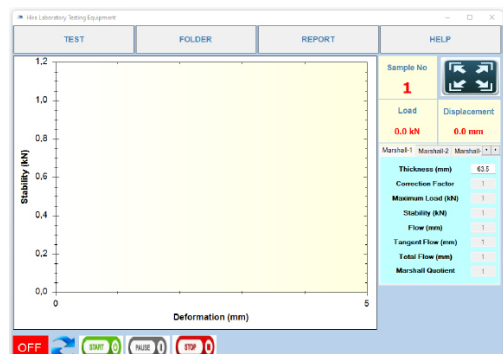 Hira Laboratory Testing Equipment
TEST FOLDER REPORT HELP
Sample No
1
Load Displacement
0.0 kN 0.0 mm
Marshall-1 Marshall-2 Marshall-
Thickness (mm) 63.5
Correction Factor 1
Maximum Load (kN) 1
Stability (kN) 1
Flow (mm) 1
Tangent Flow (mm) 1
Total Flow (mm) 1
Marshall Quotient 1
Stability (kN)
1,2
1,0
0,8
0,6
0,4
0,2
0,0
0 5
Deformation (mm)
OFF START PAUSE STOP